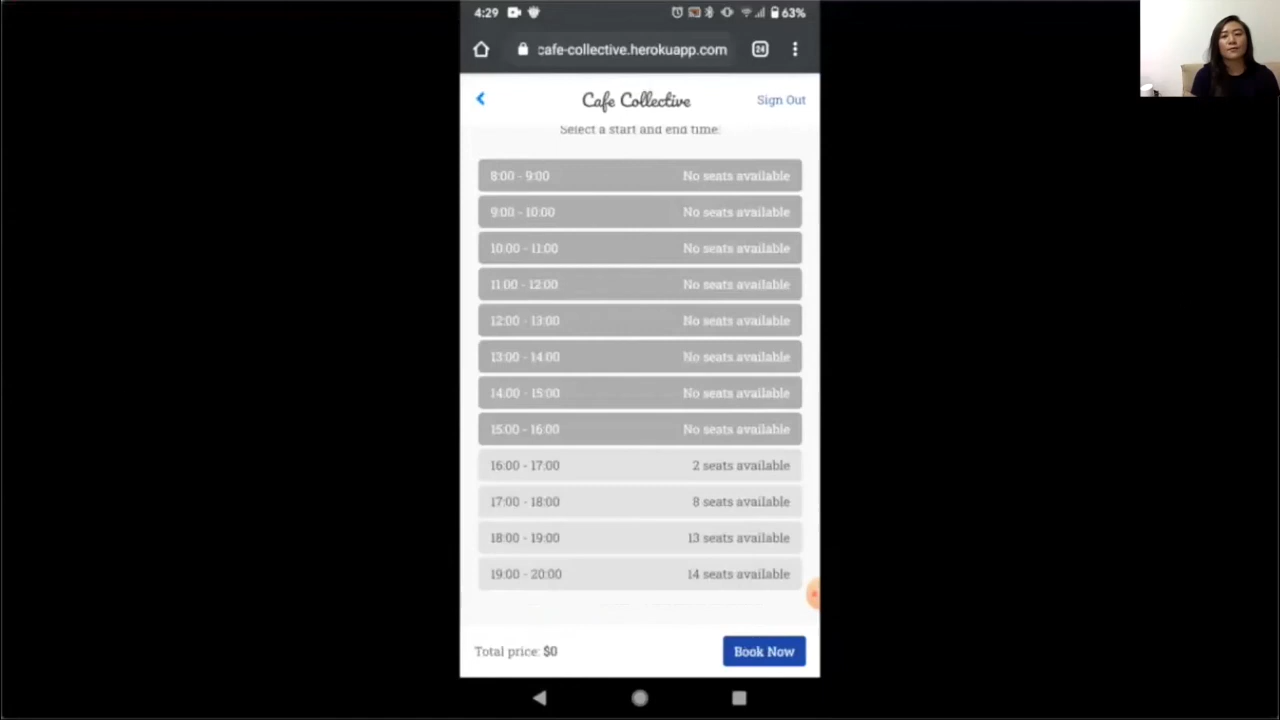 4:29 63%
cafe-collective.herokuapp.com 24
Cafe Collective Sign Out
Select a start and end time:
8:00 - 9:00 No seats available
9:00 - 10:00 No seats available
10:00 - 11:00 No seats available
11:00 - 12:00 No seats available
12:00 - 13:00 No seats available
13:00 - 14:00 No seats available
14:00 - 15:00 No seats available
15:00 - 16:00 No seats available
16:00 - 17:00 2 seats available
17:00 - 18:00 8 seats available
18:00 - 19:00 13 seats available
19:00 - 20:00 14 seats available
Total price: $0 Book Now